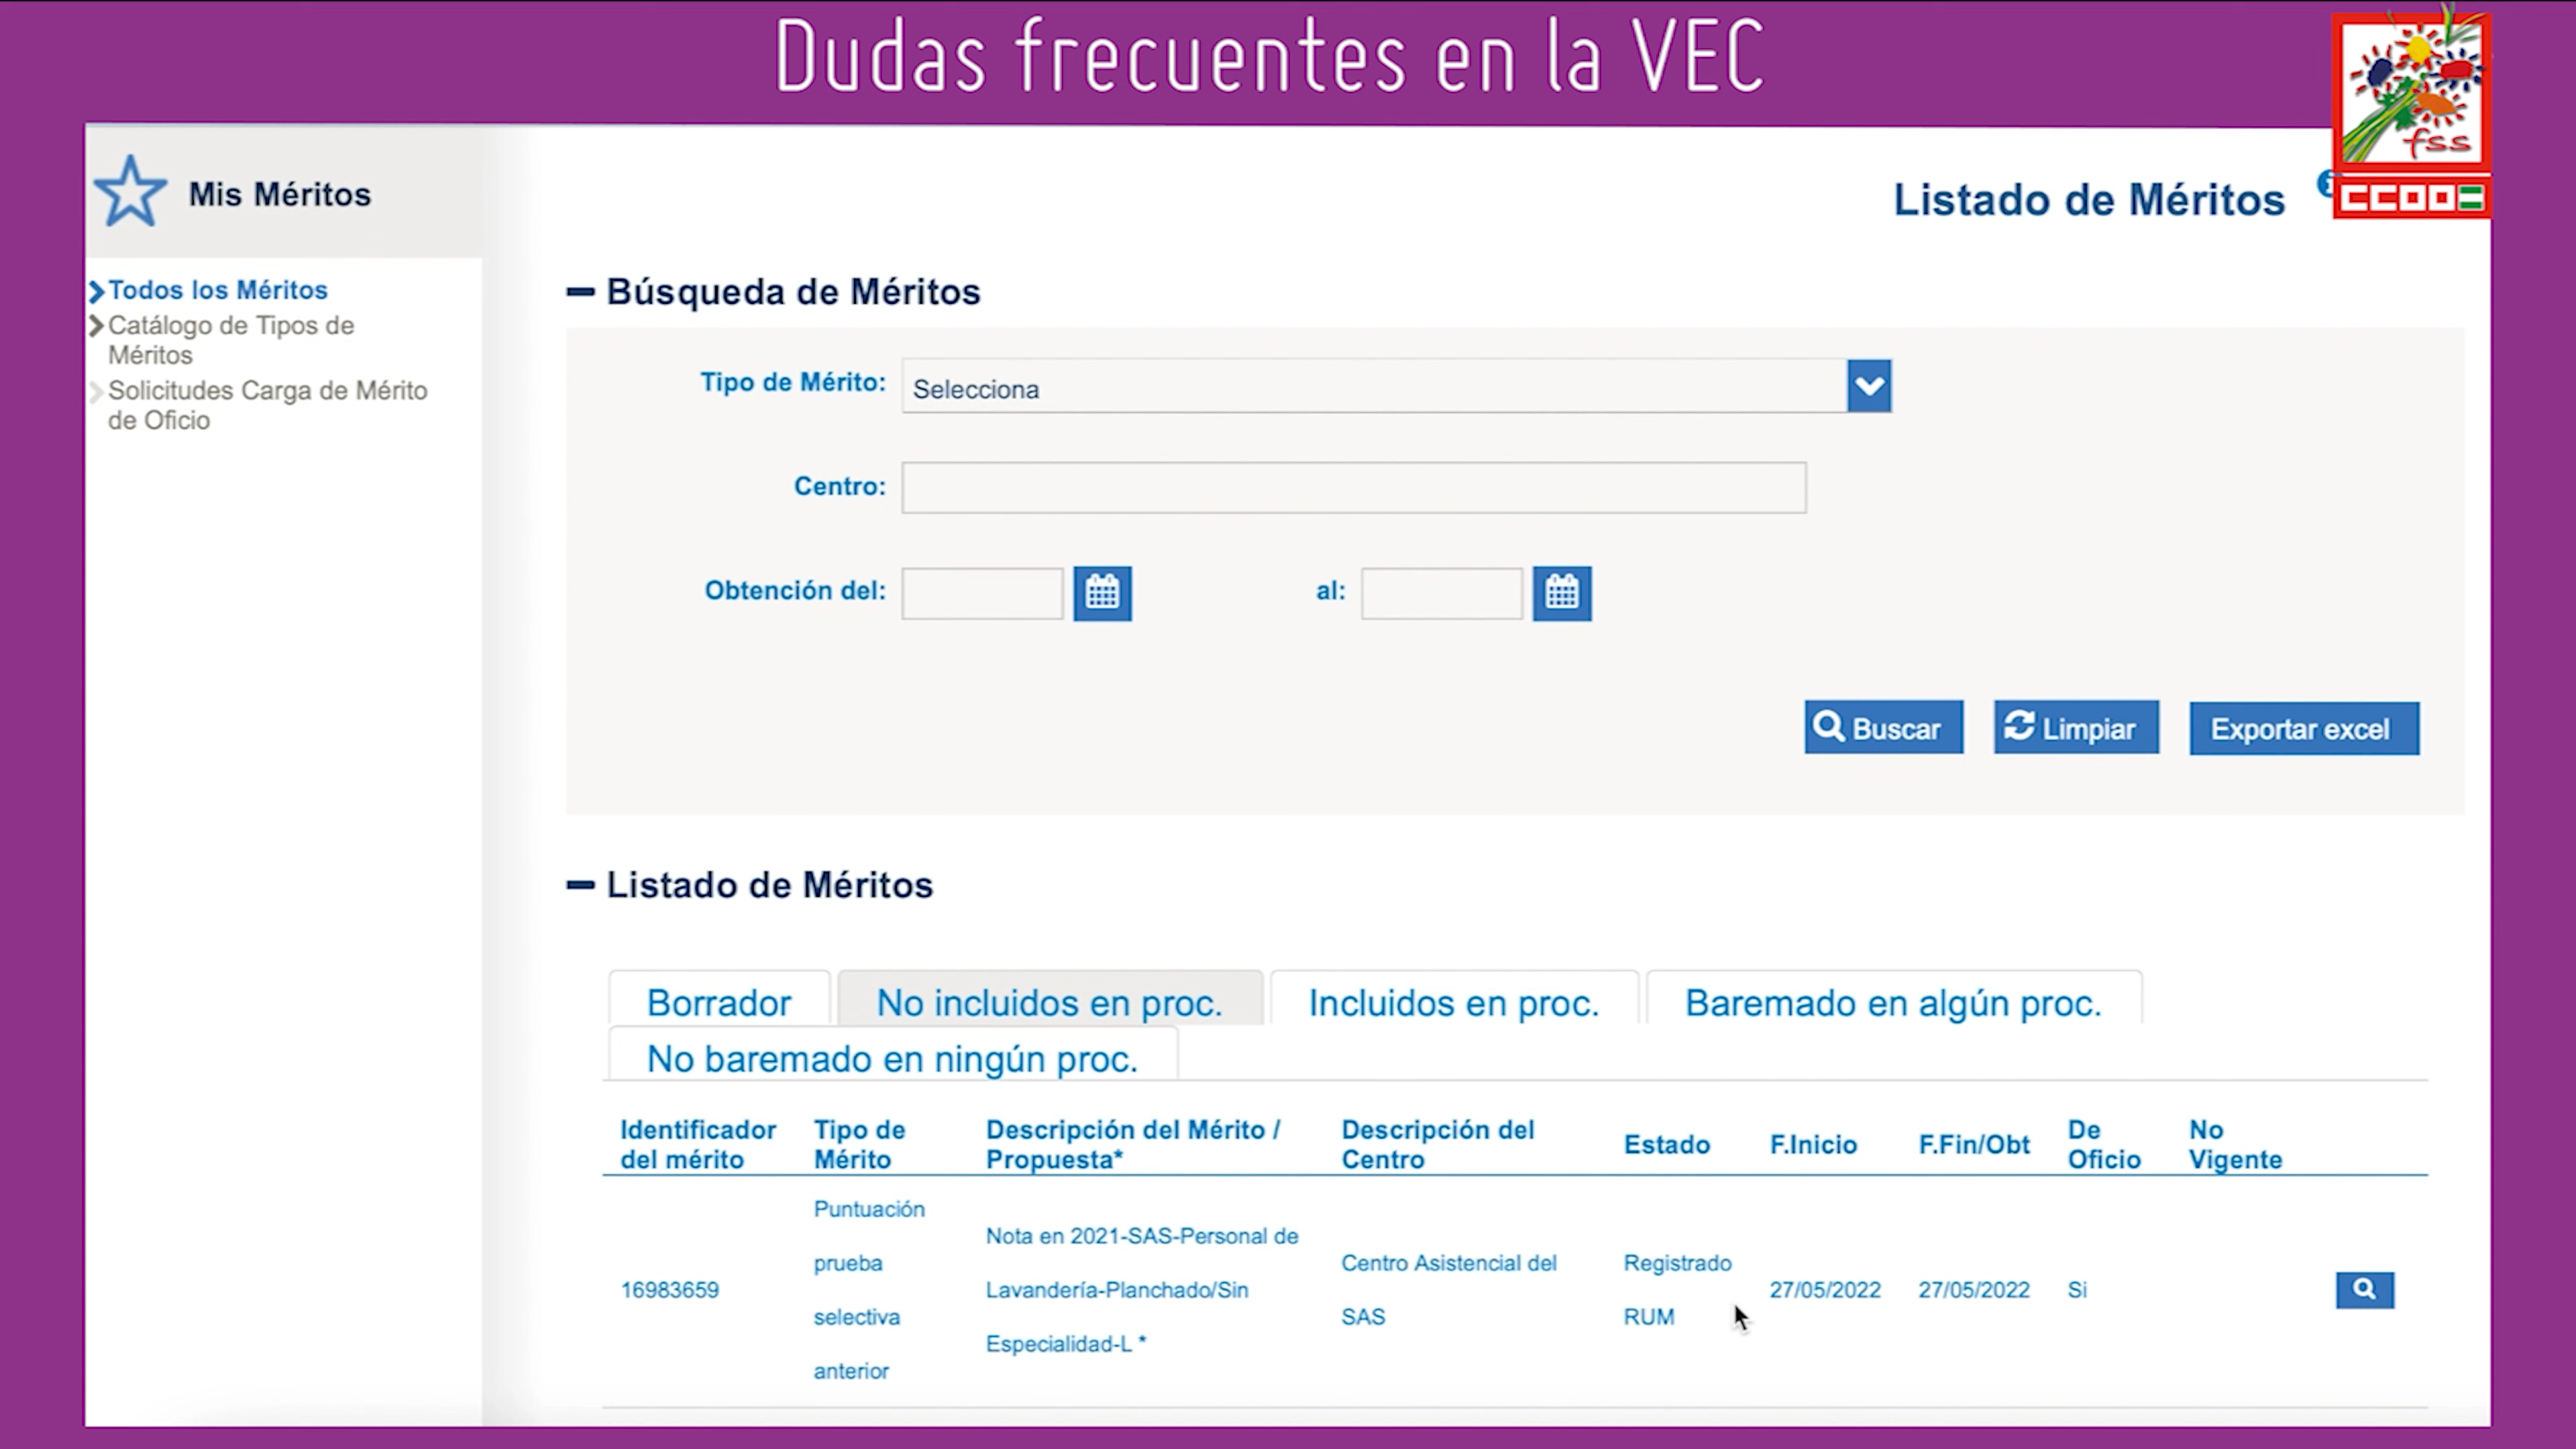 Dudas frecuentes en la VEC
fss
CCOO
Mis Méritos
Todos los Méritos
Catálogo de Tipos de
Méritos
Solicitudes Carga de Mérito
de Oficio
Listado de Méritos
Búsqueda de Méritos
Tipo de Mérito:
Selecciona
Centro:
Obtención del:
al:
Buscar
Limpiar
Exportar excel
Listado de Méritos
Borrador
No incluidos en proc.
Incluidos en proc.
Baremado en algún proc.
No baremado en ningún proc.
Identificador
del mérito
Tipo de
Mérito
Descripción del Mérito /
Propuesta*
Descripción del
Centro
Estado
F.Inicio
F.Fin/Obt
De
Oficio
No
Vigente
16983659
Puntuación
prueba
selectiva
anterior
Nota en 2021-SAS-Personal de
Lavandería-Planchado/Sin
Especialidad-L *
Centro Asistencial del
SAS
Registrado
RUM
27/05/2022
27/05/2022
Si